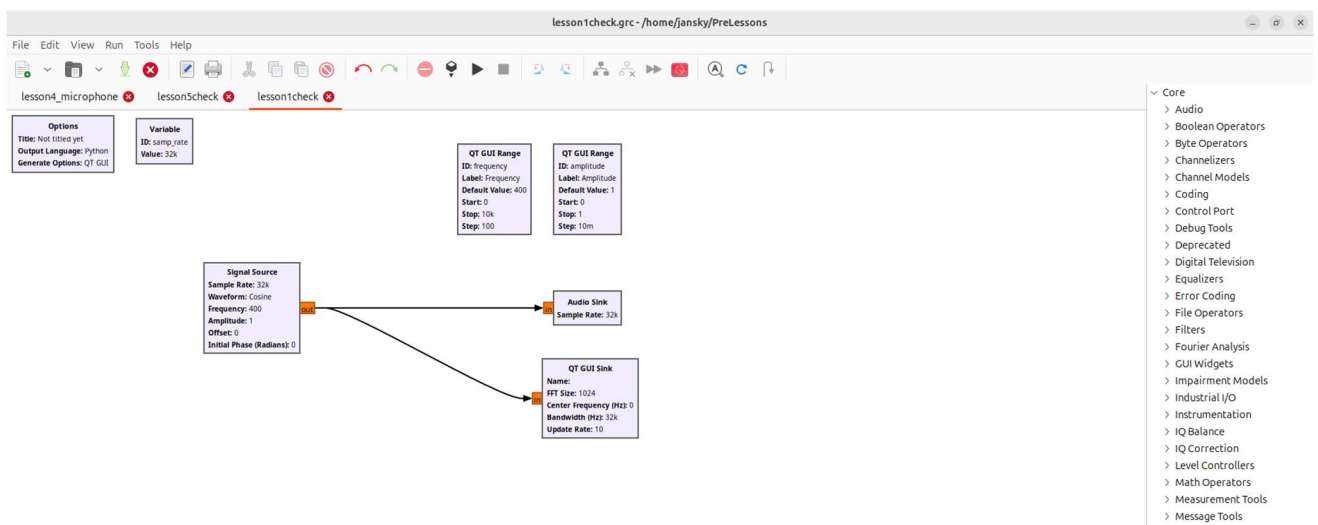 lesson1check.grc - /home/jansky/PreLessons
File Edit View Run Tools Help
lesson4_microphone lesson5check lesson1check
Options
Title: Not titled yet
Output Language: Python
Generate Options: QT GUI
Variable
ID: samp_rate
Value: 32k
QT GUI Range
ID: frequency
Label: Frequency
Default Value: 400
Start: 0
Stop: 10k
Step: 100
QT GUI Range
ID: amplitude
Label: Amplitude
Default Value: 1
Start: 0
Stop: 1
Step: 10m
Signal Source
Sample Rate: 32k
Waveform: Cosine
Frequency: 400
Amplitude: 1
Offset: 0
Initial Phase (Radians): 0
out
in
Audio Sink
Sample Rate: 32k
in
QT GUI Sink
Name:
FFT Size: 1024
Center Frequency (Hz): 0
Bandwidth (Hz): 32k
Update Rate: 10
Core
Audio
Boolean Operators
Byte Operators
Channelizers
Channel Models
Coding
Control Port
Debug Tools
Deprecated
Digital Television
Equalizers
Error Coding
File Operators
Filters
Fourier Analysis
GUI Widgets
Impairment Models
Industrial I/O
Instrumentation
IQ Balance
IQ Correction
Level Controllers
Math Operators
Measurement Tools
Message Tools